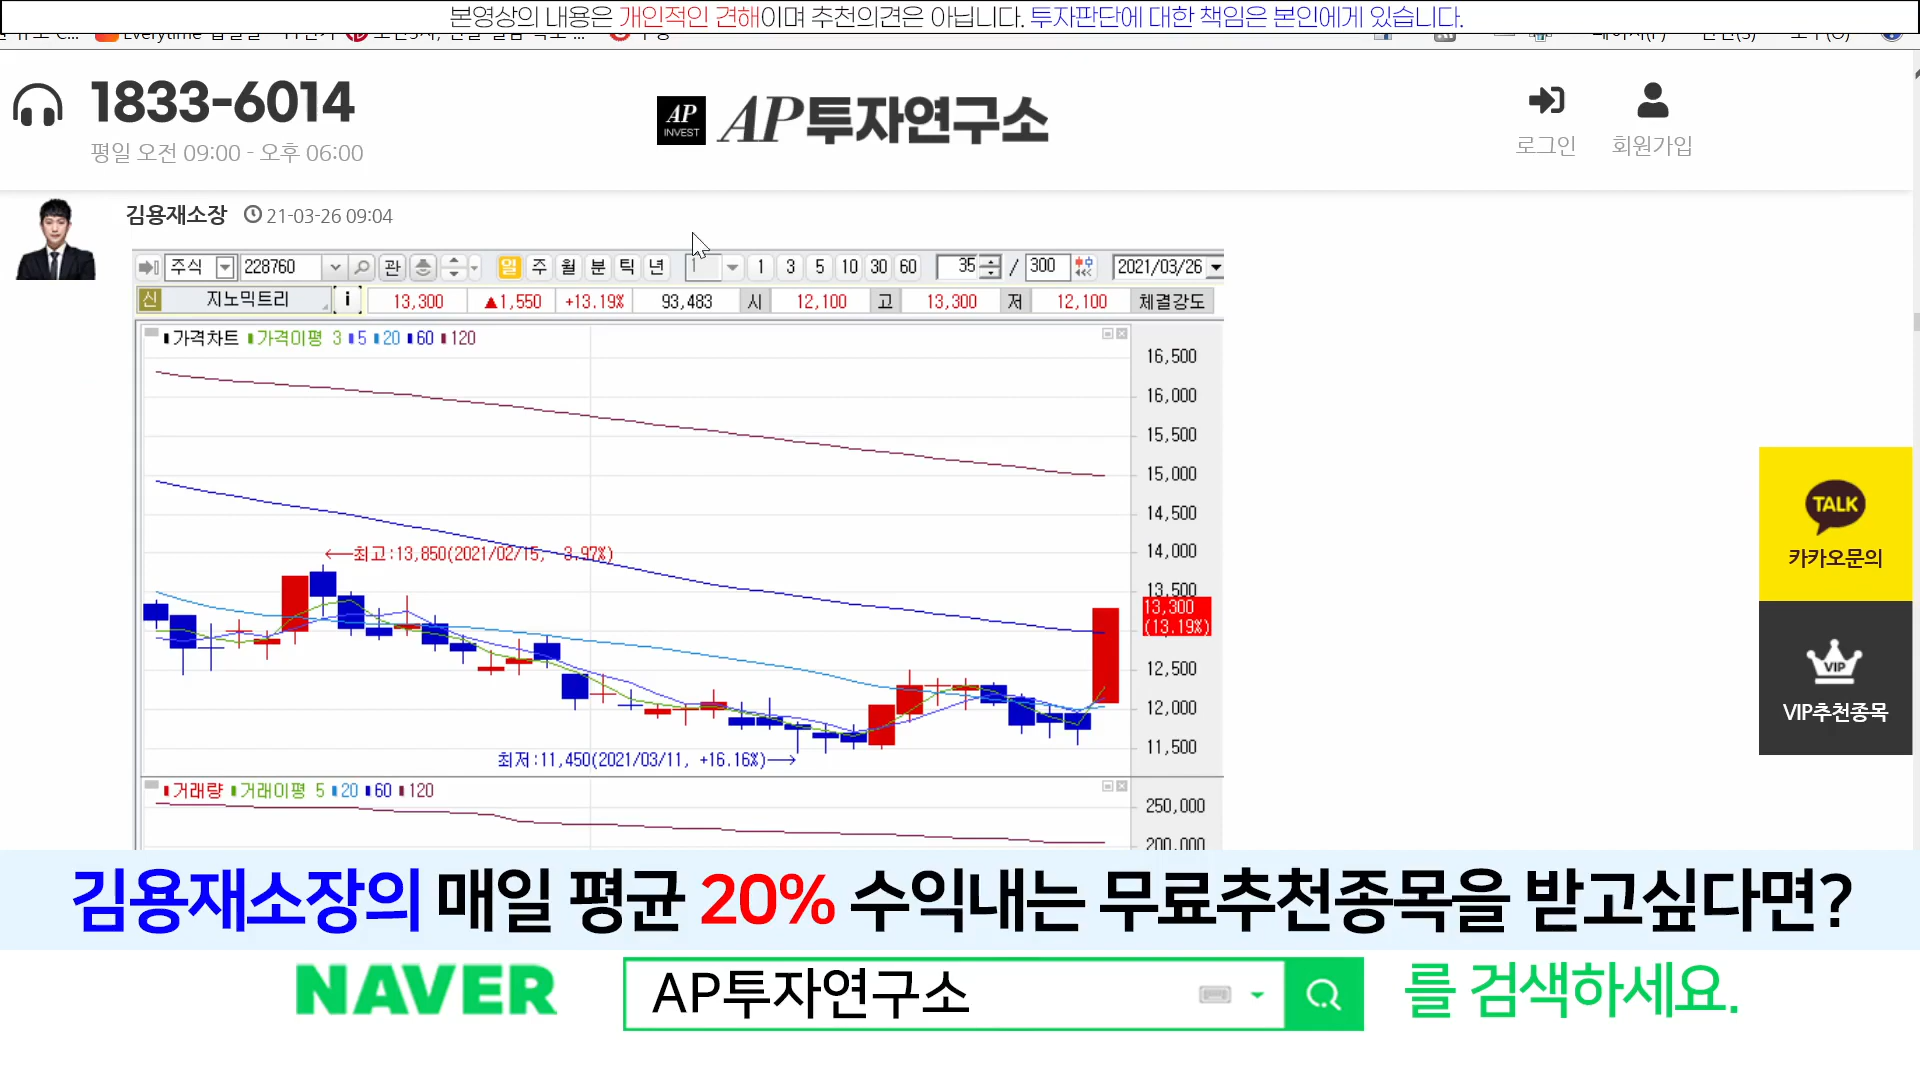 본영상의 내용은 개인적인 견해이며 추천의견은 아닙니다. 투자판단에 대한 책임은 본인에게 있습니다.
1833-6014
평일 오전 09:00 - 오후 06:00
AP INVEST AP투자연구소
로그인 회원가입
김용재소장 21-03-26 09:04
주식 228760 관 일 주 월 분 틱 년 1 1 3 5 10 30 60 35 / 300 2021/03/26
신 지노믹트리 i 13,300 ▲1,550 +13.19% 93,483 시 12,100 고 13,300 저 12,100 체결강도
가격차트 가격이평 3 5 20 60 120
16,500
16,000
15,500
15,000
14,500
14,000
13,500
13,300
(13.19%)
12,500
12,000
11,500
←최고:13,850(2021/02/15, -3.97%)
최저:11,450(2021/03/11, +16.16%)→
거래량 거래이평 5 20 60 120
250,000
200,000
TALK
카카오문의
VIP
VIP추천종목
김용재소장의 매일 평균 20% 수익내는 무료추천종목을 받고싶다면?
NAVER AP투자연구소 를 검색하세요.